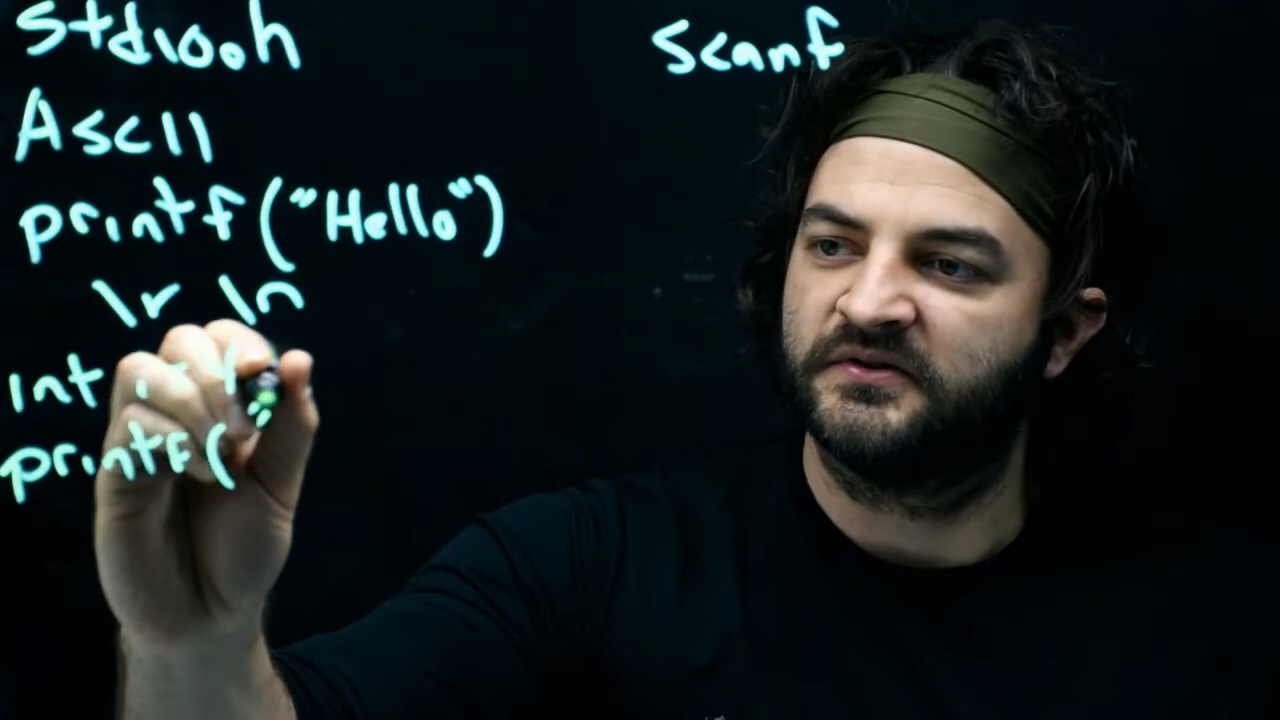 stdio.h
Ascii
printf("Hello")
\r \n
int
printf("
scanf